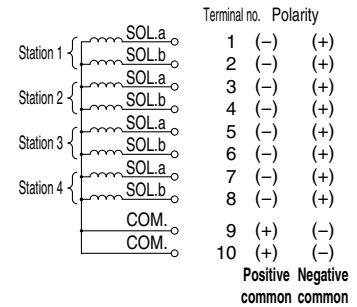 Terminal no. Polarity
Station 1 SOL.a 1 (−) (+)
SOL.b 2 (−) (+)
Station 2 SOL.a 3 (−) (+)
SOL.b 4 (−) (+)
Station 3 SOL.a 5 (−) (+)
SOL.b 6 (−) (+)
Station 4 SOL.a 7 (−) (+)
SOL.b 8 (−) (+)
COM. 9 (+) (−)
COM. 10 (+) (−)
Positive Negative
common common